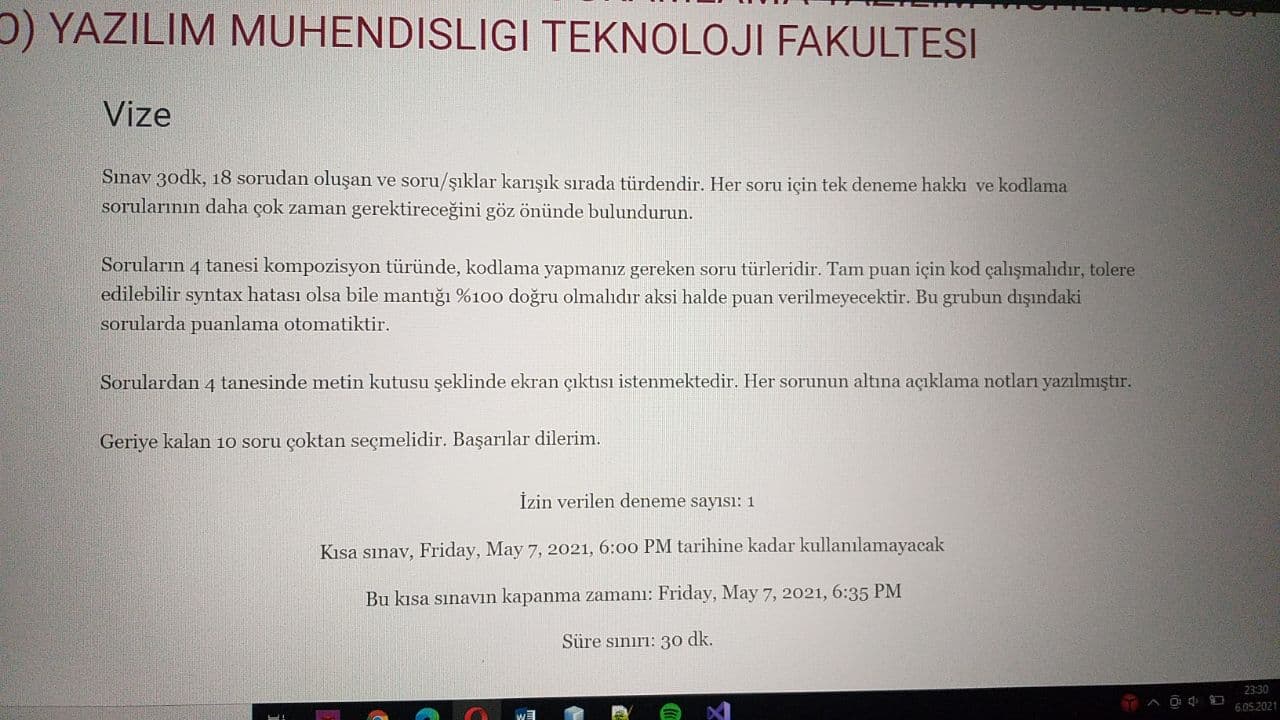 YAZILIM MUHENDISLIGI TEKNOLOJI FAKULTESI
Vize
Sınav 30dk, 18 sorudan oluşan ve soru/şıklar karışık sırada türdendir. Her soru için tek deneme hakkı ve kodlama
sorularının daha çok zaman gerektireceğini göz önünde bulundurun.
Soruların 4 tanesi kompozisyon türünde, kodlama yapmanız gereken soru türleridir. Tam puan için kod çalışmalıdır, tolere
edilebilir syntax hatası olsa bile mantığı %100 doğru olmalıdır aksi halde puan verilmeyecektir. Bu grubun dışındaki
sorularda puanlama otomatiktir.
Sorulardan 4 tanesinde metin kutusu şeklinde ekran çıktısı istenmektedir. Her sorunun altına açıklama notları yazılmıştır.
Geriye kalan 10 soru çoktan seçmelidir. Başarılar dilerim.
İzin verilen deneme sayısı: 1
Kısa sınav, Friday, May 7, 2021, 6:00 PM tarihine kadar kullanılamayacak
Bu kısa sınavın kapanma zamanı: Friday, May 7, 2021, 6:35 PM
Süre sınırı: 30 dk.
23:30
6.05.2021